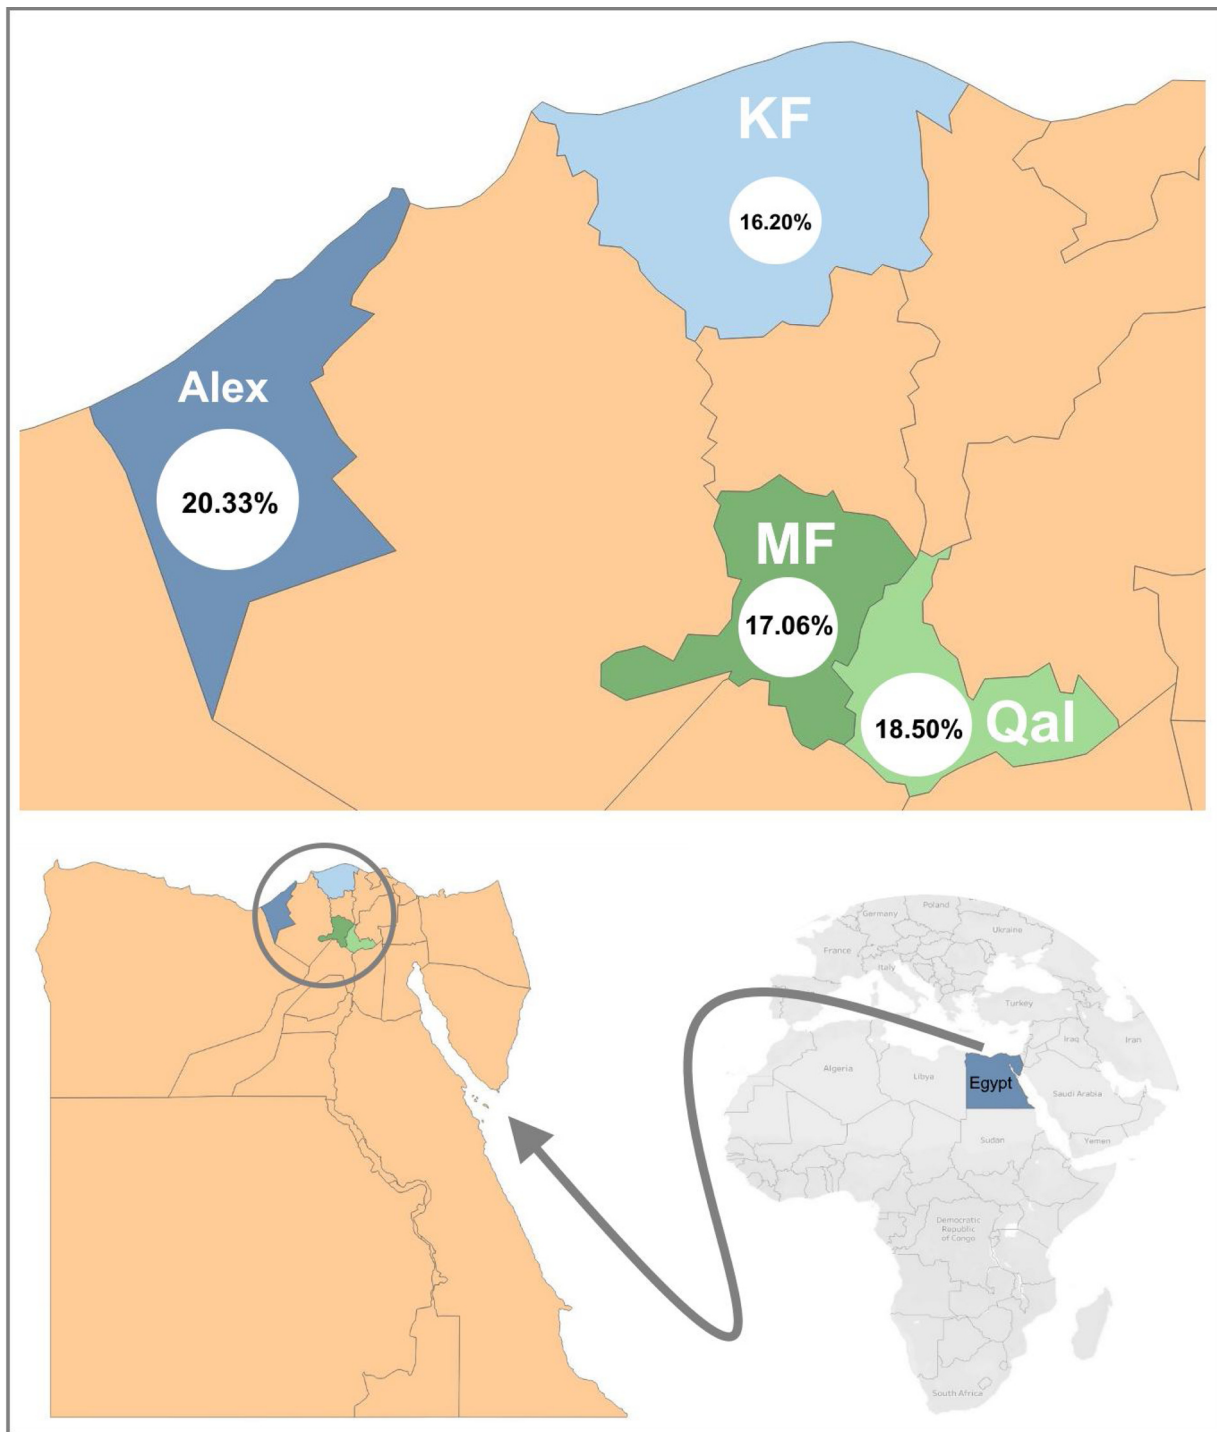 KF
16.20%
Alex
20.33%
MF
17.06%
18.50%
Qal
Poland
Germany
Ukraine
France
Italy
Turkey
Iraq
Iran
Algeria
Libya
Egypt
Saudi Arabia
Sudan
Yemen
Democratic
Republic
of Congo
South Africa